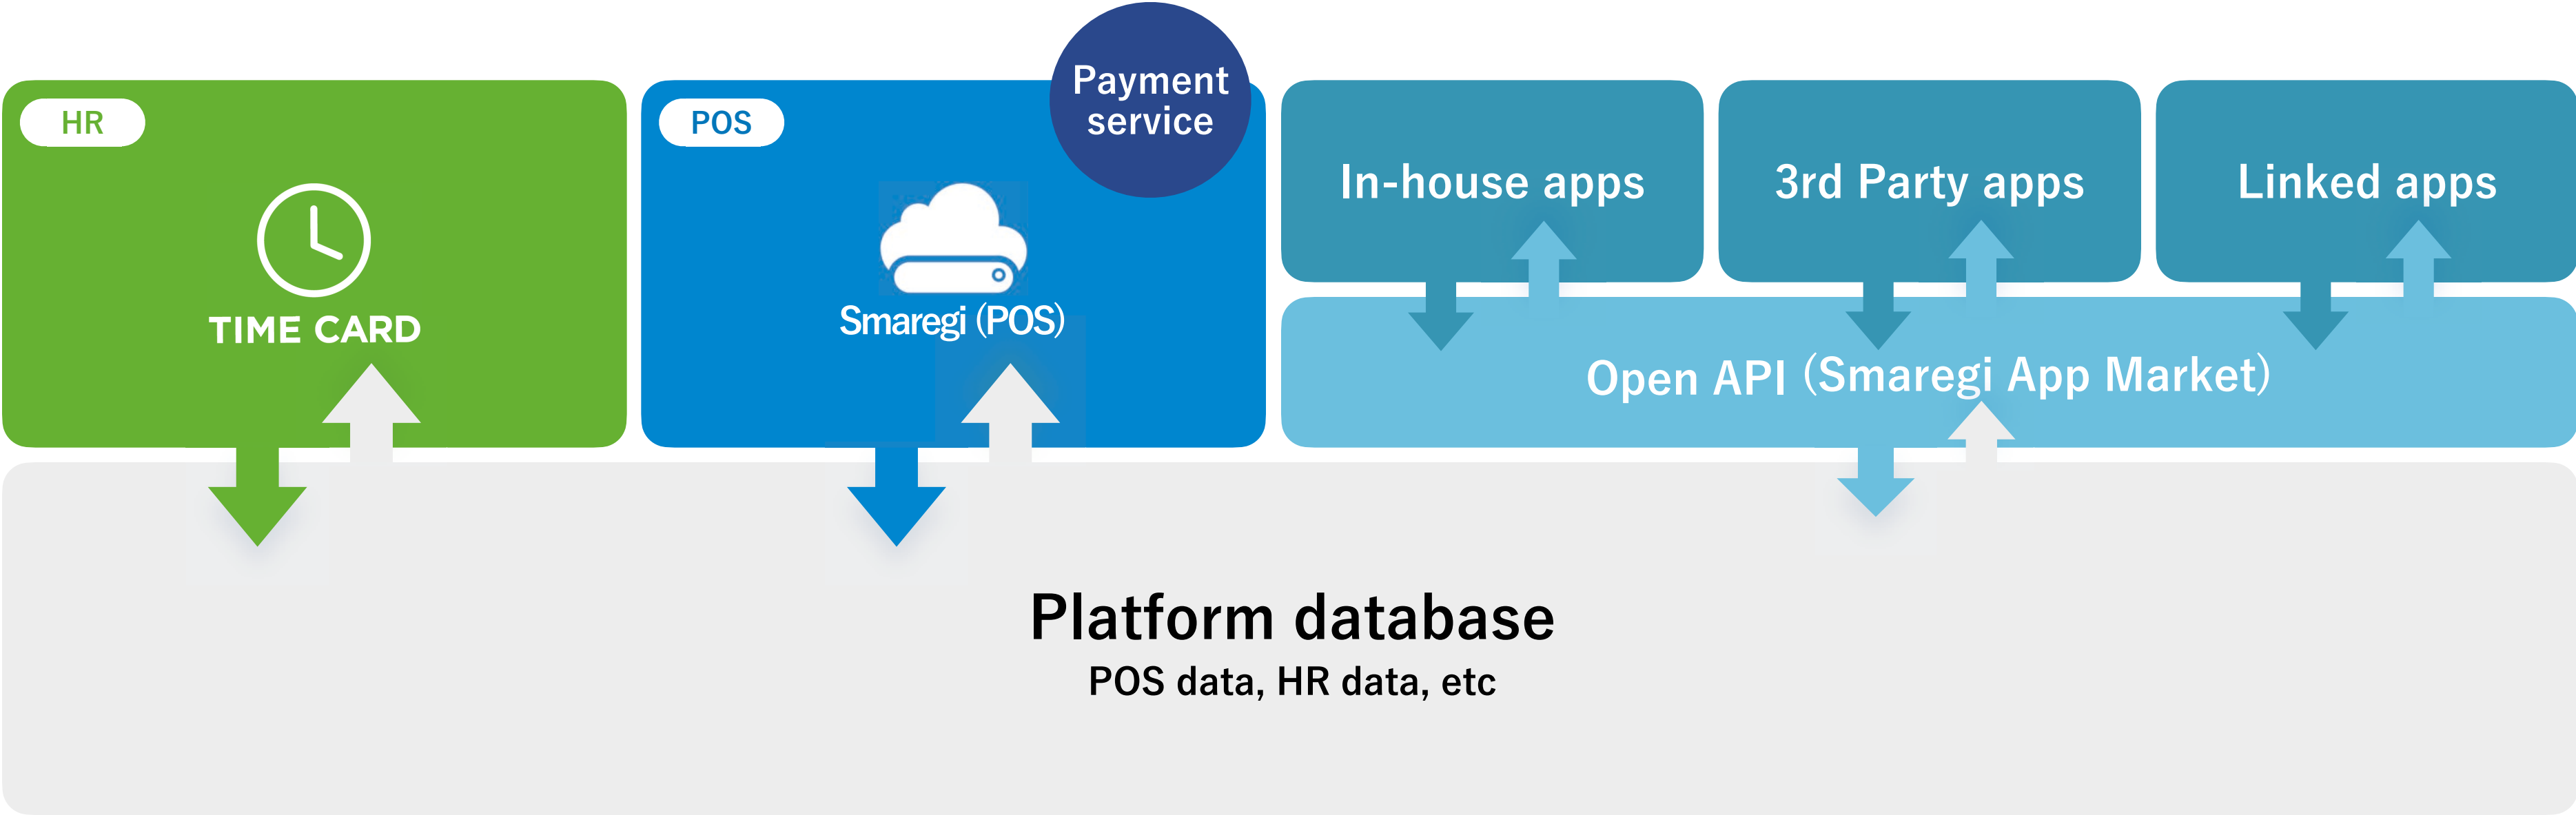 Payment
service
HR
POS
TIME CARD
Smaregi (POS)
In-house apps
3rd Party apps
Linked apps
Open API (Smaregi App Market)
Platform database
POS data, HR data, etc